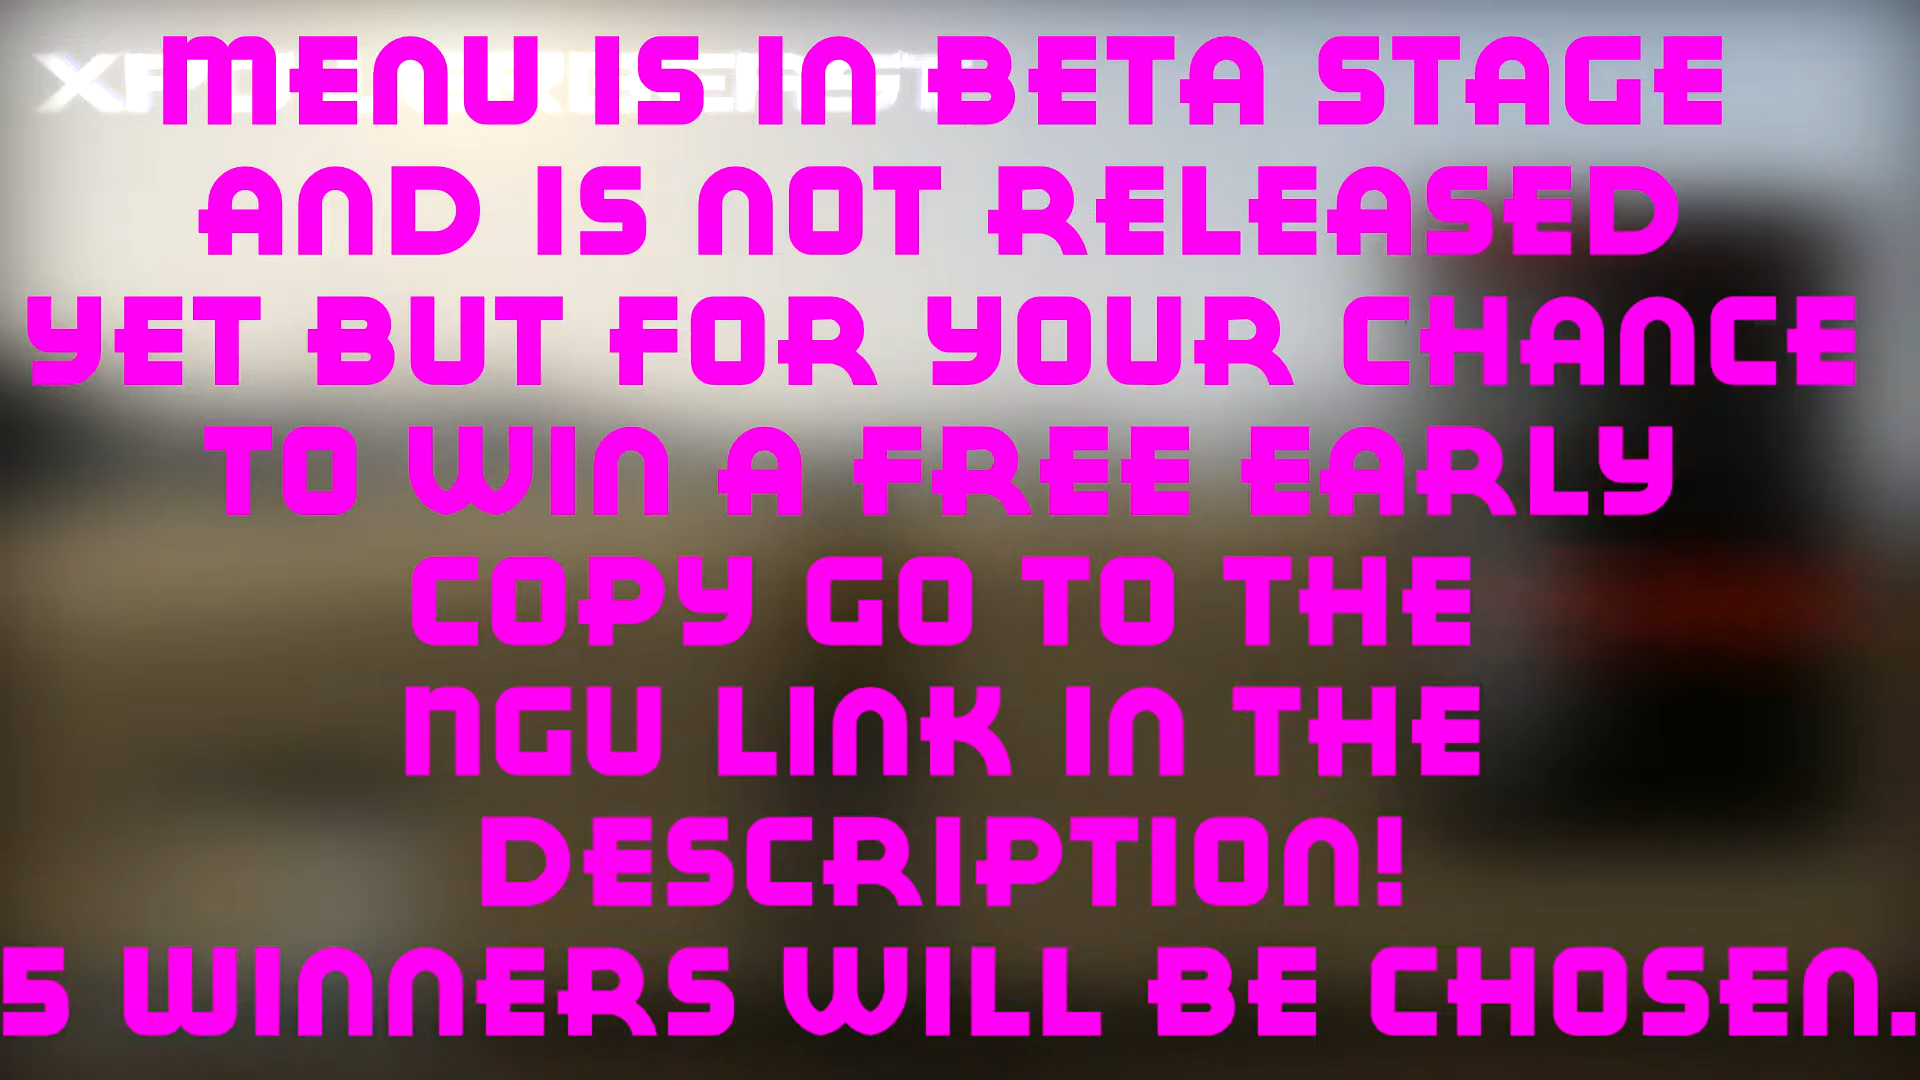 MENU IS IN BETA STAGE
AND IS NOT RELEASED
YET BUT FOR YOUR CHANCE
TO WIN A FREE EARLY
COPY GO TO THE
NGU LINK IN THE
DESCRIPTION!
5 WINNERS WILL BE CHOSEN.